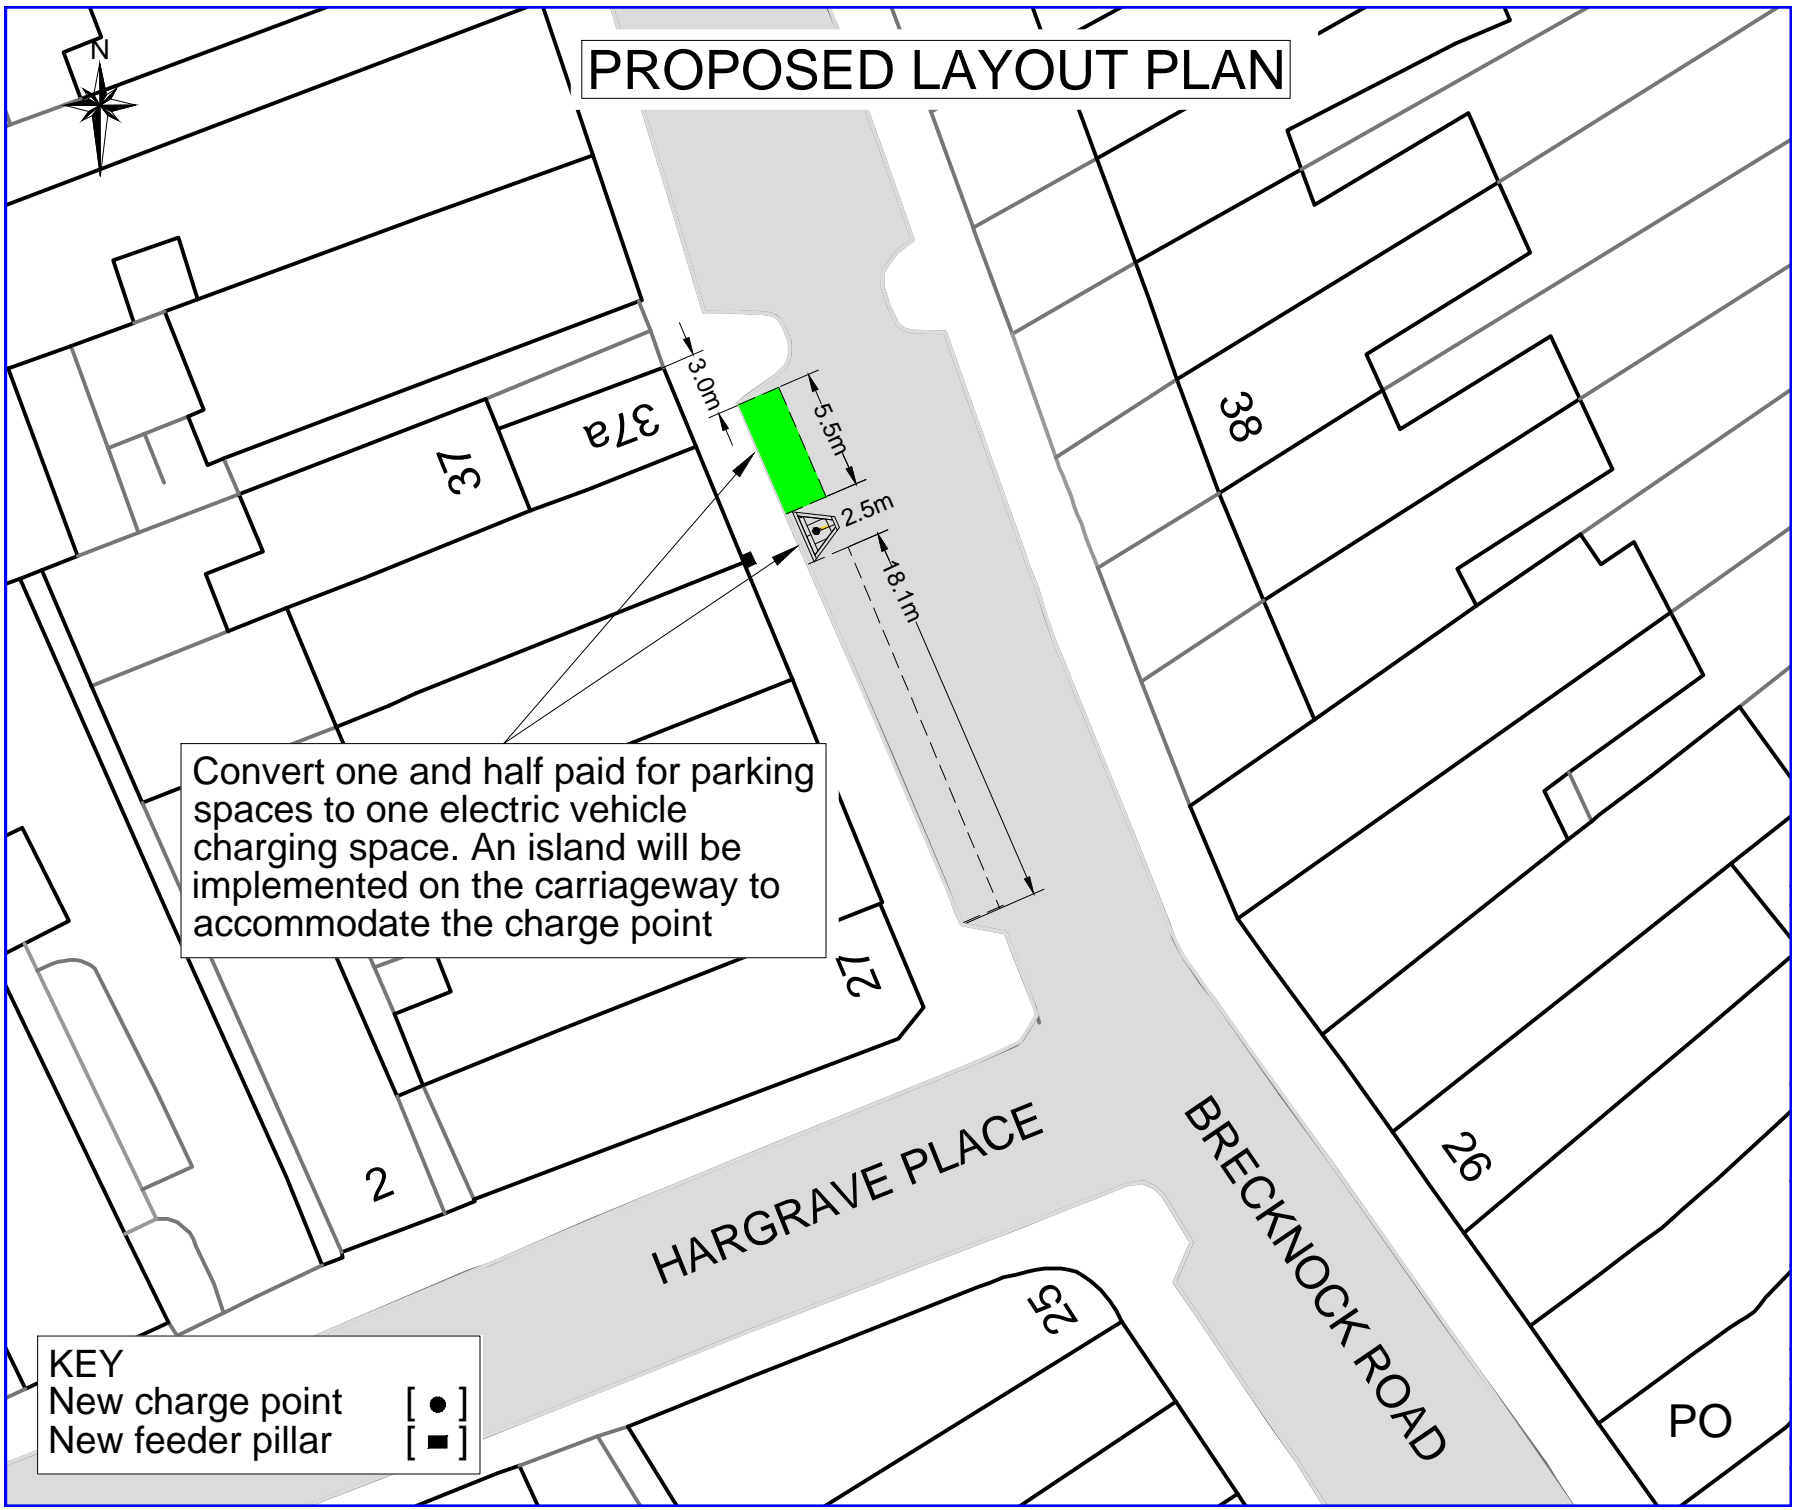 N
PROPOSED LAYOUT PLAN
3.0m
5.5m
37a
37
38
2.5m
18.1m
Convert one and half paid for parking
spaces to one electric vehicle
charging space. An island will be
implemented on the carriageway to
accommodate the charge point
27
2
HARGRAVE PLACE
BRECKNOCK ROAD
26
25
PO
KEY
New charge point [ ● ]
New feeder pillar [ ■ ]